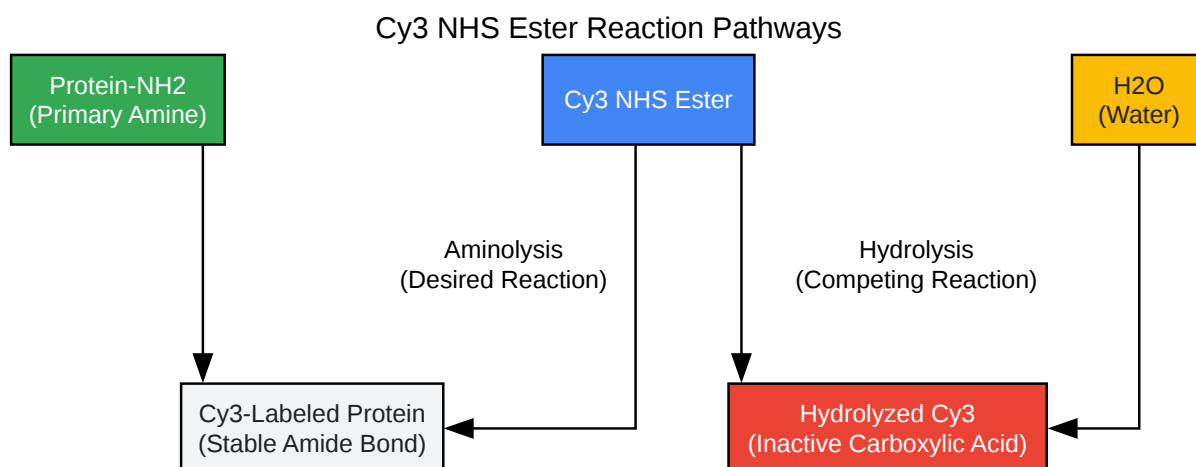 Cy3 NHS Ester Reaction Pathways
Protein-NH2
(Primary Amine)
Cy3 NHS Ester
H2O
(Water)
Aminolysis
(Desired Reaction)
Hydrolysis
(Competing Reaction)
Cy3-Labeled Protein
(Stable Amide Bond)
Hydrolyzed Cy3
(Inactive Carboxylic Acid)